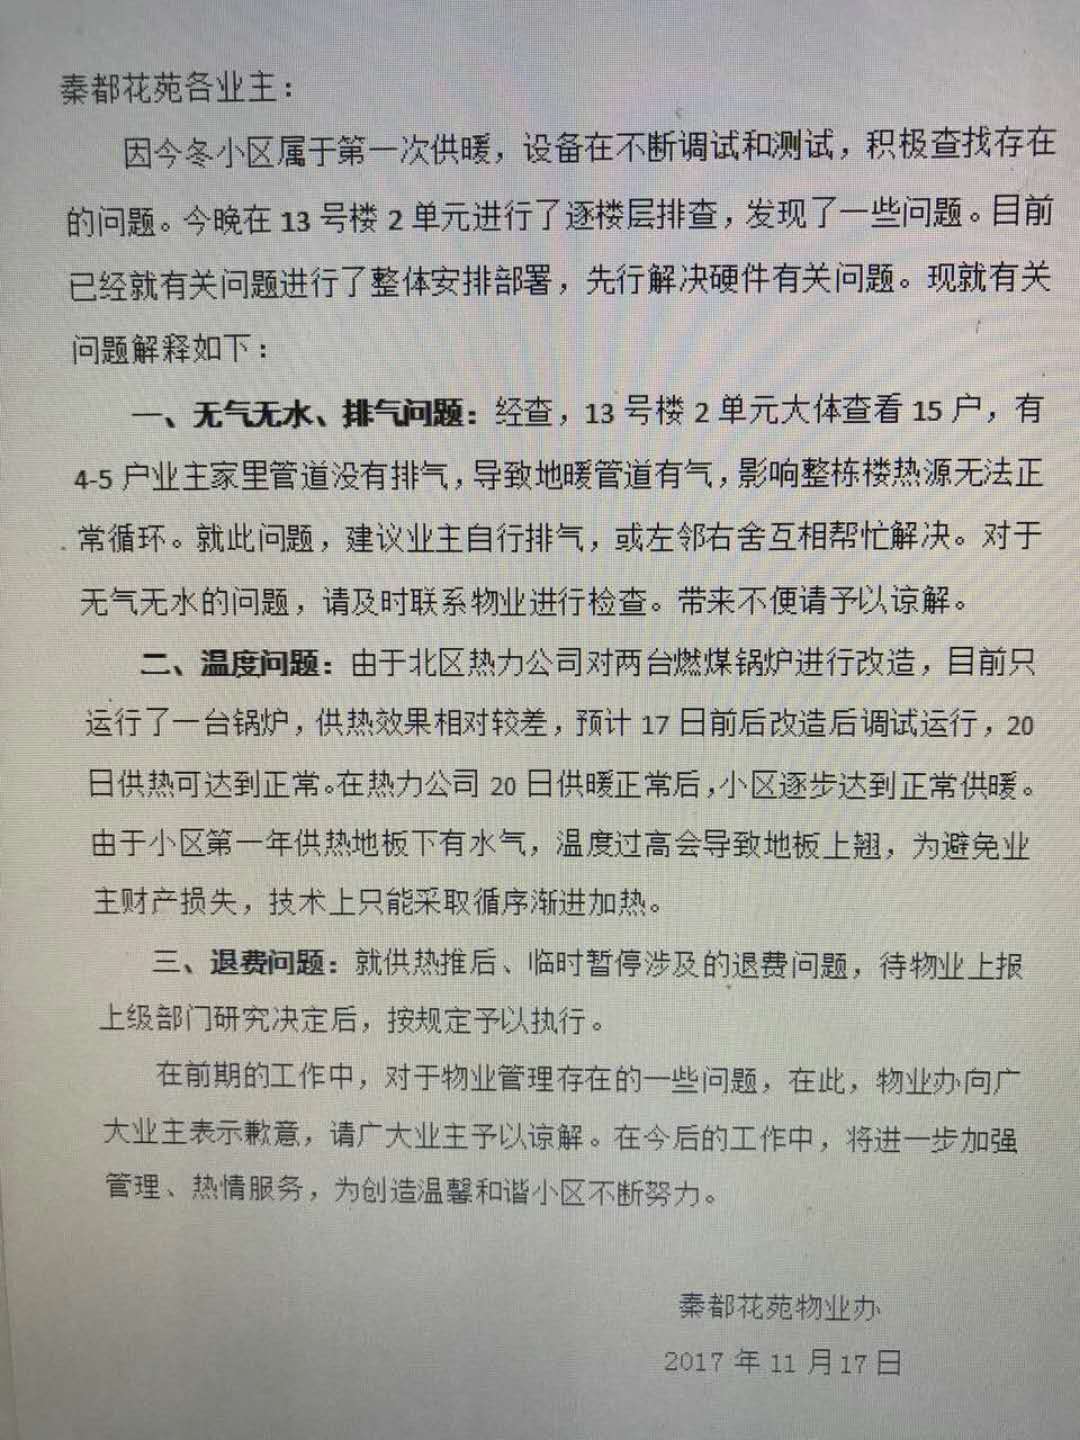 秦都花苑各业主：
因今冬小区属于第一次供暖，设备在不断调试和测试，积极查找存在
的问题。今晚在 13 号楼 2 单元进行了逐楼层排查，发现了一些问题。目前
已经就有关问题进行了整体安排部署，先行解决硬件有关问题。现就有关
问题解释如下：
一、无气无水、排气问题：经查，13 号楼 2 单元大体查看 15 户，有
4-5 户业主家里管道没有排气，导致地暖管道有气，影响整栋楼热源无法正
常循环。就此问题，建议业主自行排气，或左邻右舍互相帮忙解决。对于
无气无水的问题，请及时联系物业进行检查。带来不便请予以谅解。
二、温度问题：由于北区热力公司对两台燃煤锅炉进行改造，目前只
运行了一台锅炉，供热效果相对较差，预计 17 日前后改造后调试运行，20
日供热可达到正常。在热力公司 20 日供暖正常后，小区逐步达到正常供暖。
由于小区第一年供热地板下有水气，温度过高会导致地板上翘，为避免业
主财产损失，技术上只能采取循序渐进加热。
三、退费问题：就供热推后、临时暂停涉及的退费问题，待物业上报
上级部门研究决定后，按规定予以执行。
在前期的工作中，对于物业管理存在的一些问题，在此，物业办向广
大业主表示歉意，请广大业主予以谅解。在今后的工作中，将进一步加强
管理、热情服务，为创造温馨和谐小区不断努力。
秦都花苑物业办
2017 年 11 月 17 日